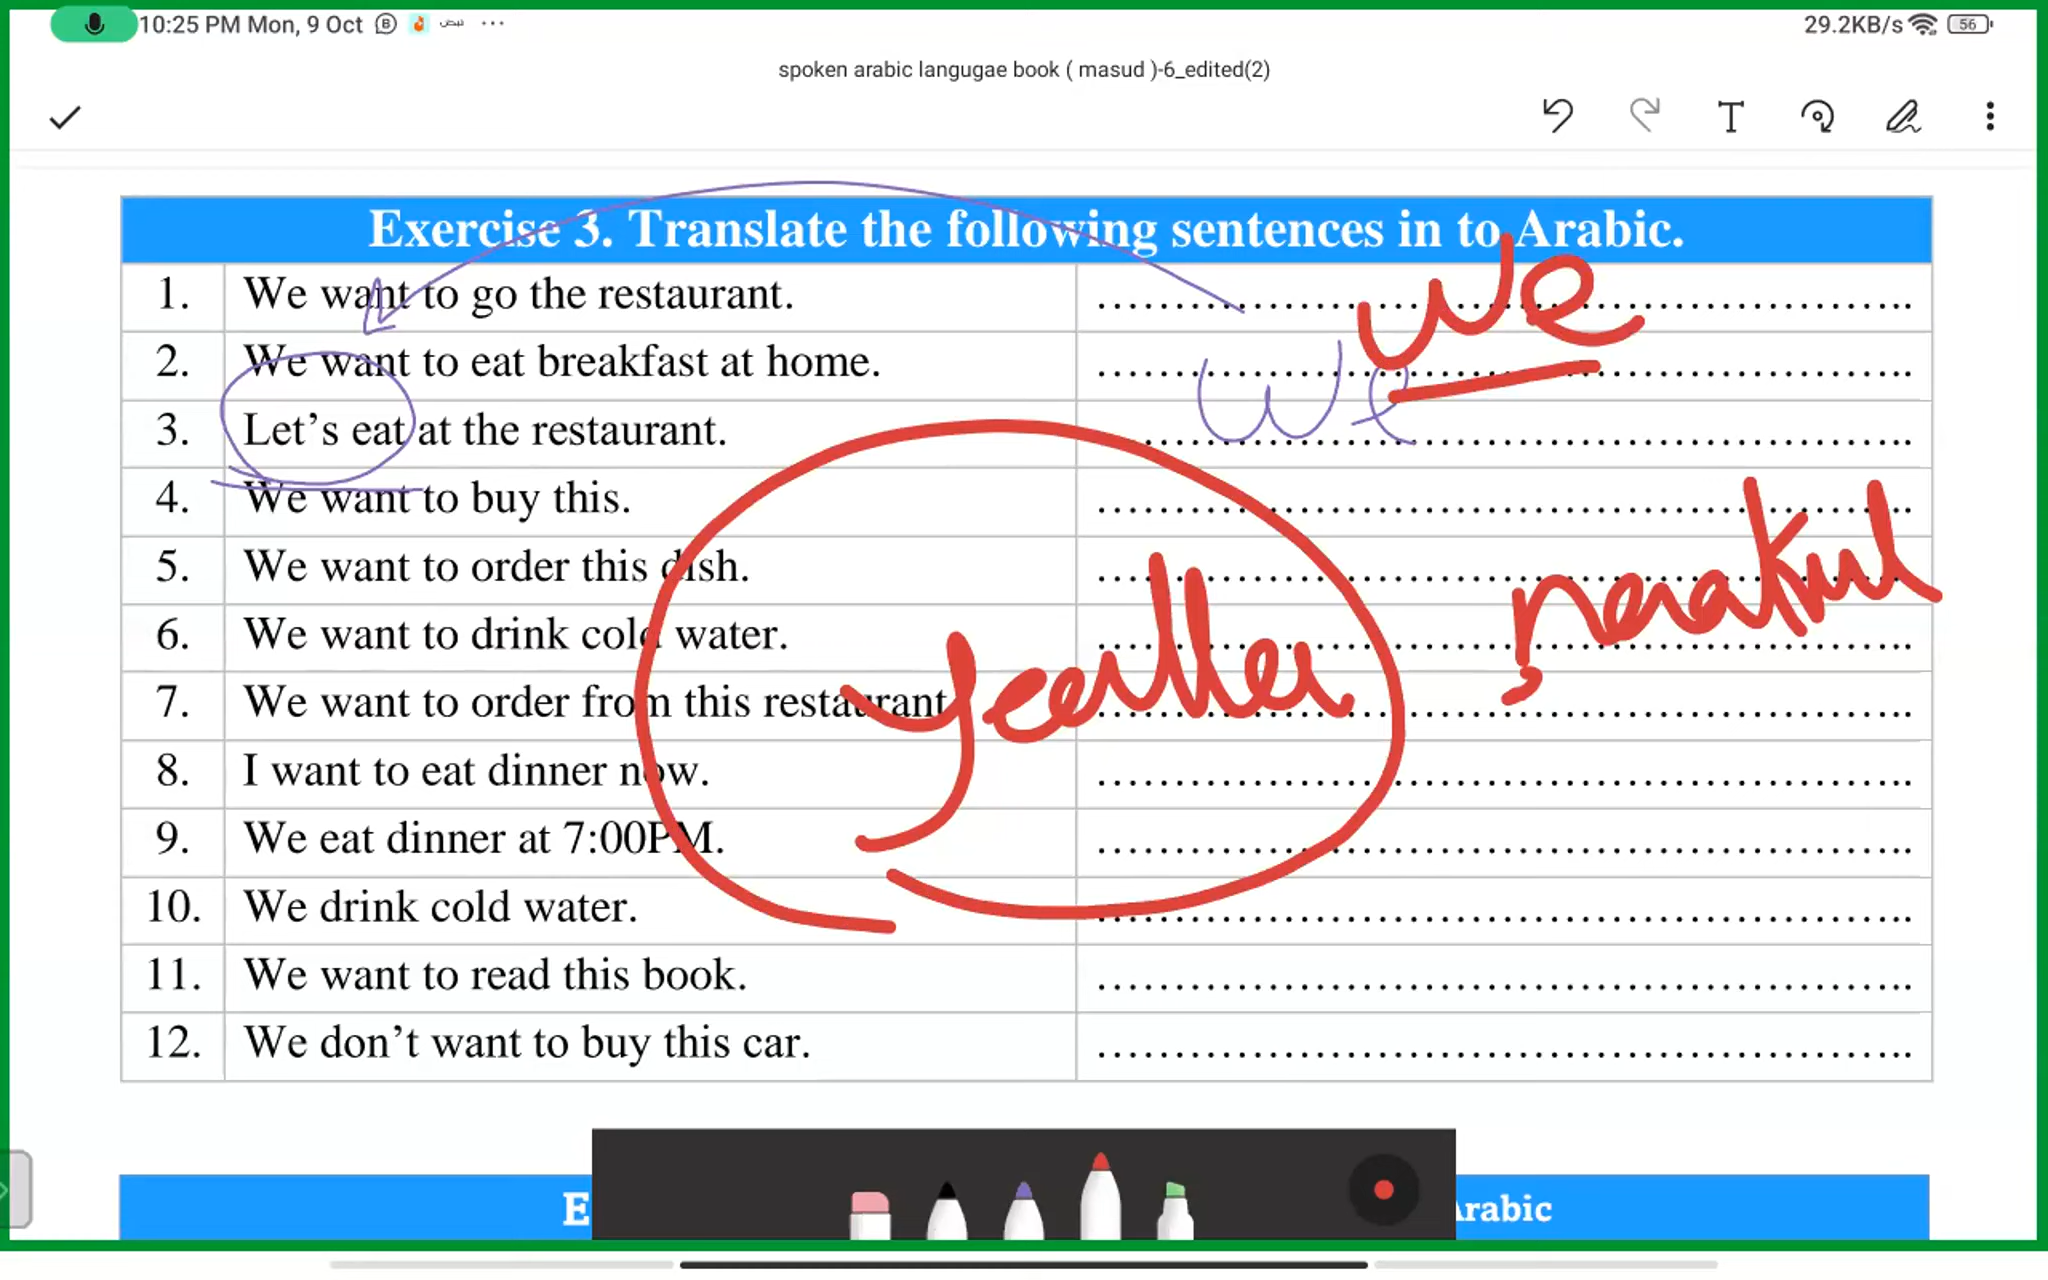 10:25 PM Mon, 9 Oct B نبض ...
29.2KB/s 56
spoken arabic langugae book ( masud )-6_edited(2)
T
Exercise 3. Translate the following sentences in to Arabic.
1. We want to go the restaurant.
We
2. We want to eat breakfast at home.
We
3. Let's eat at the restaurant.
4. We want to buy this.
5. We want to order this dish.
6. We want to drink cold water.
7. We want to order from this restaurant
8. I want to eat dinner now.
9. We eat dinner at 7:00PM.
10. We drink cold water.
11. We want to read this book.
12. We don't want to buy this car.
E
Arabic